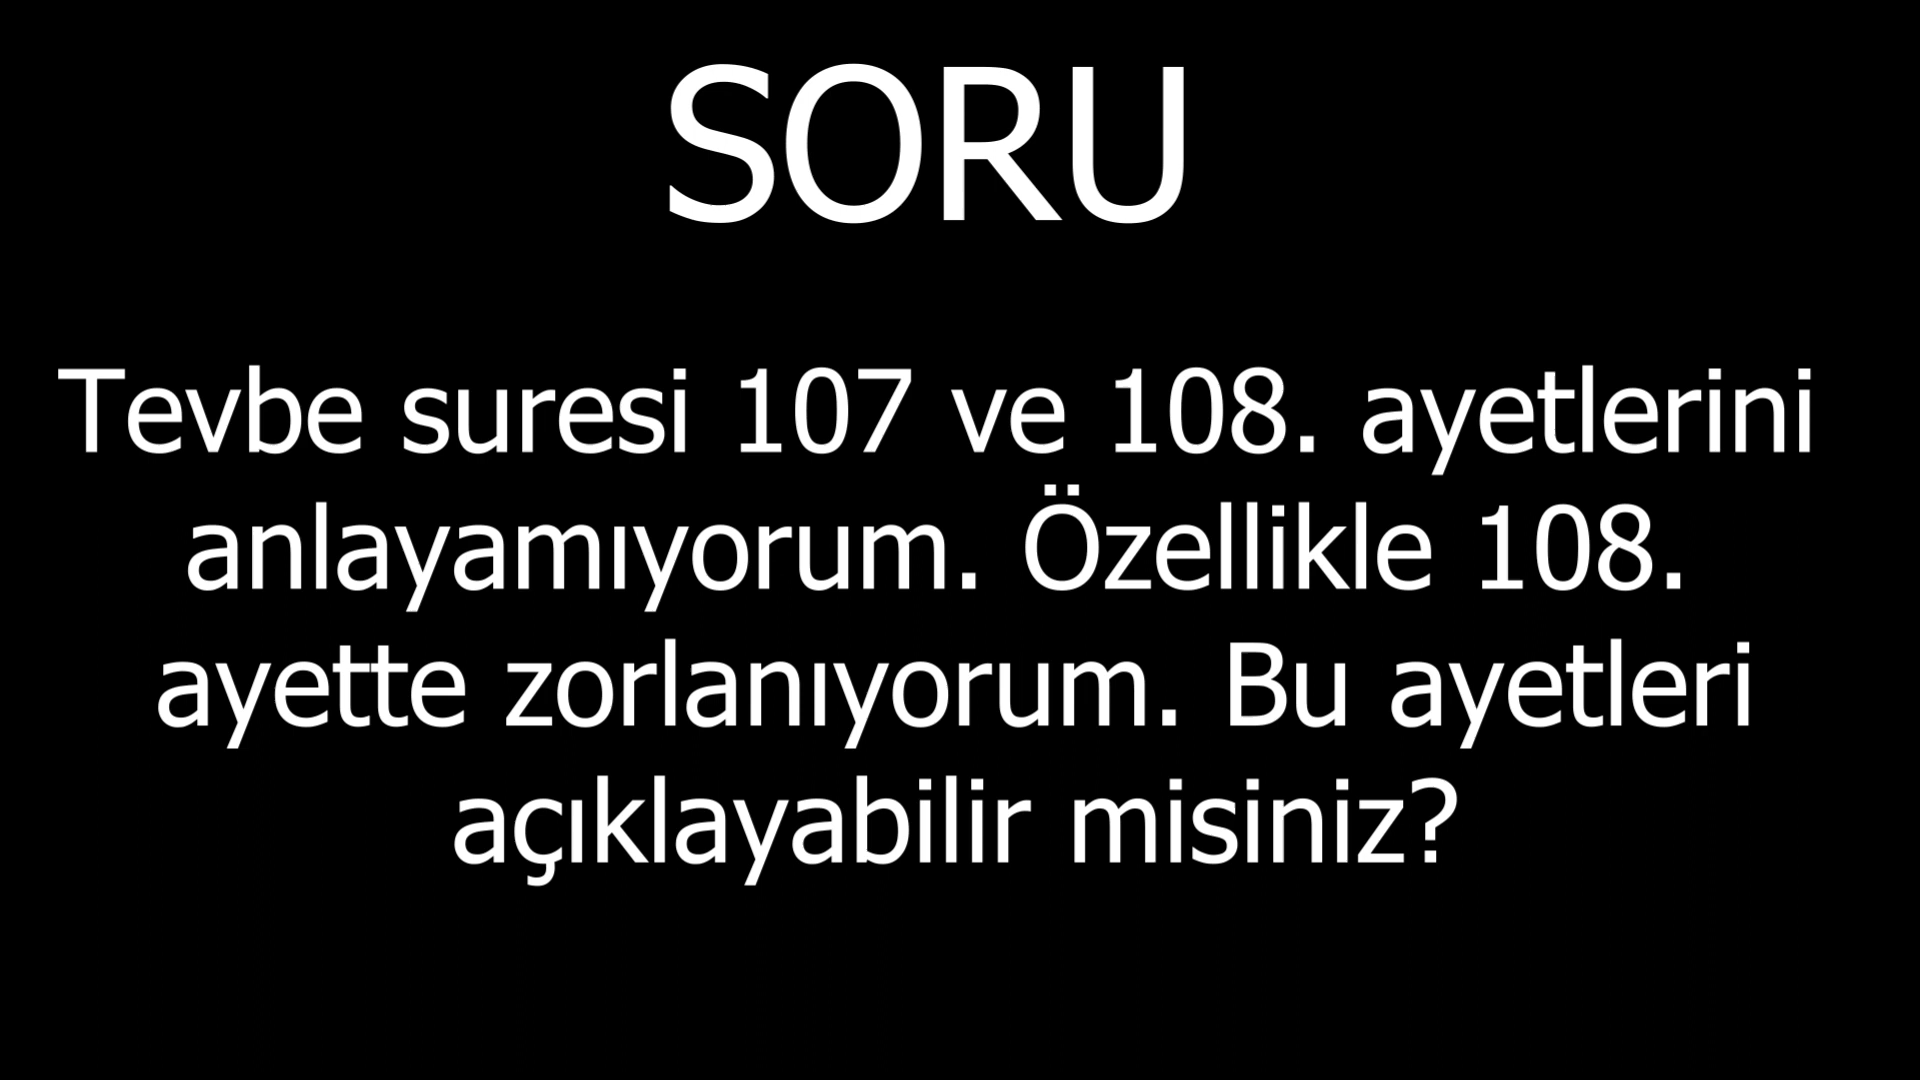 SORU
Tevbe suresi 107 ve 108. ayetlerini
anlayamıyorum. Özellikle 108.
ayette zorlanıyorum. Bu ayetleri
açıklayabilir misiniz?